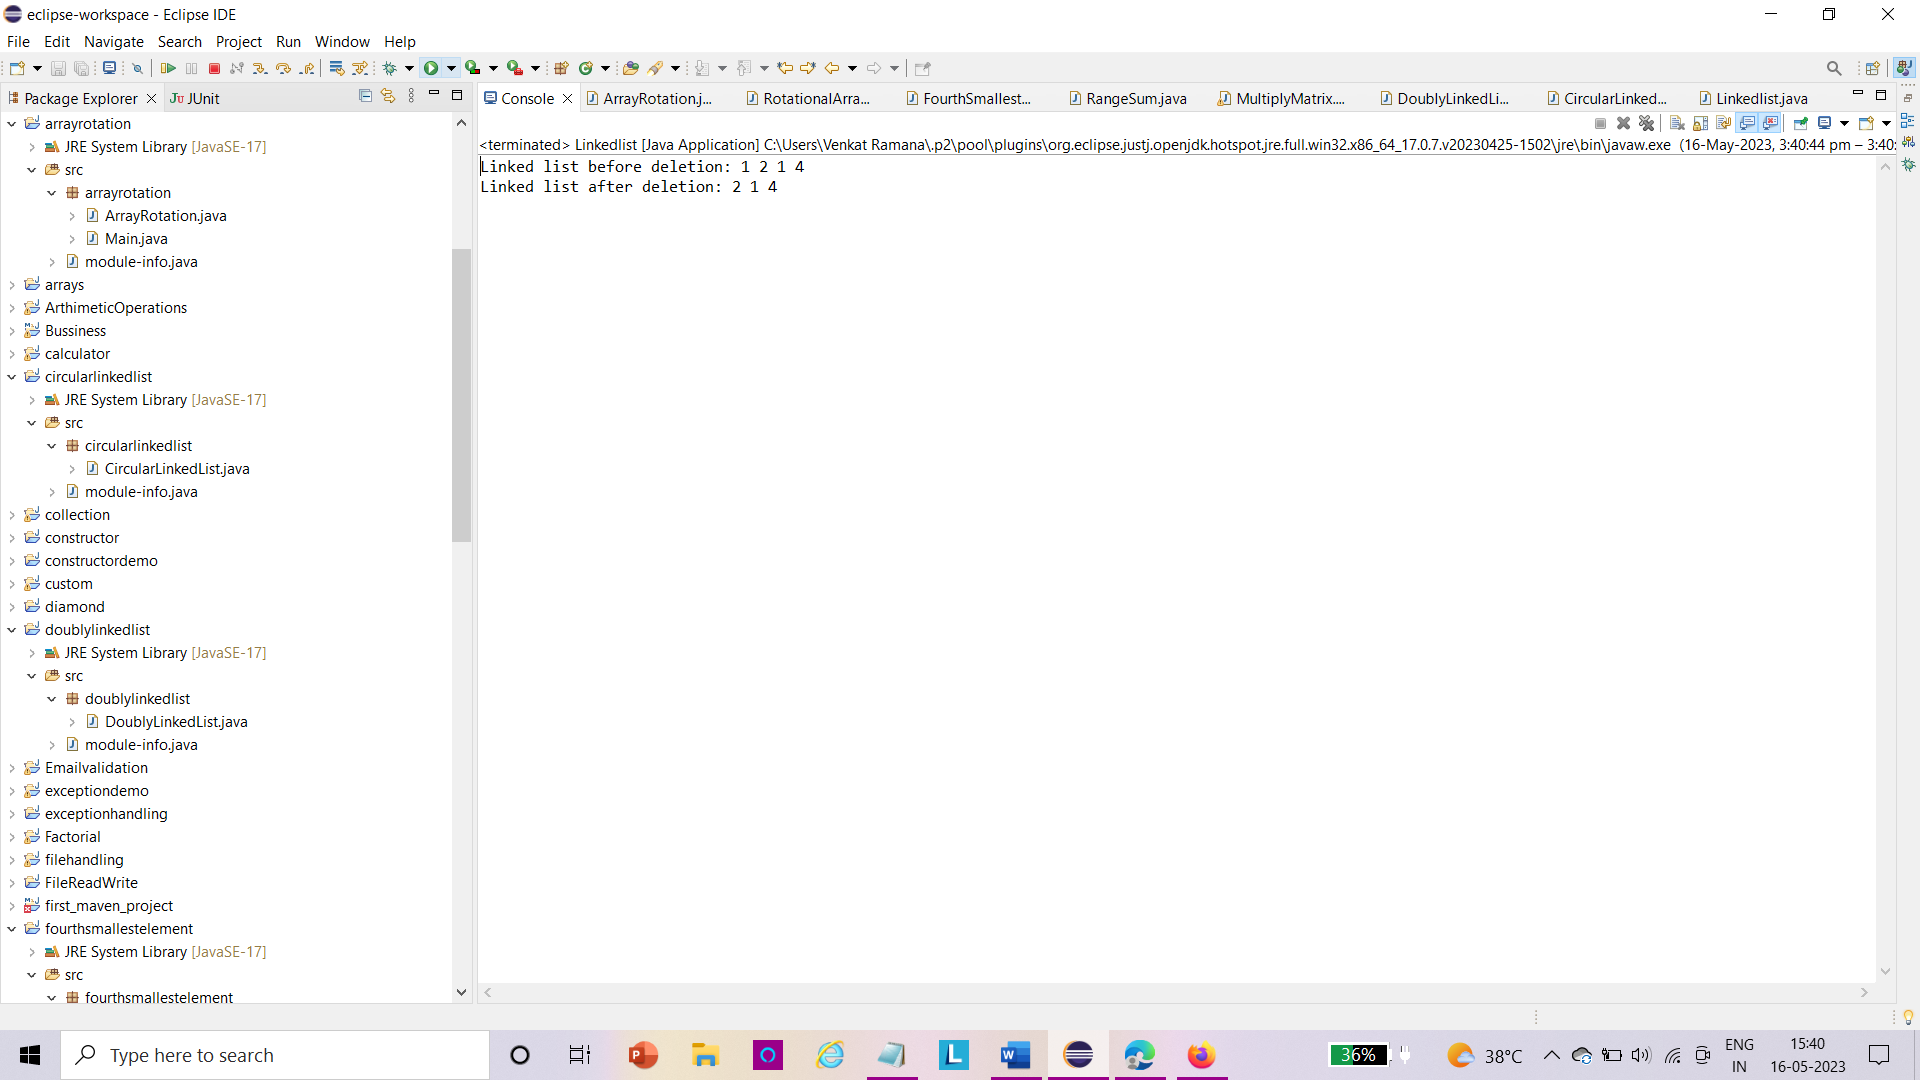 eclipse-workspace - Eclipse IDE
File Edit Navigate Search Project Run Window Help
Package Explorer JUnit
Console ArrayRotation.j... RotationalArra... FourthSmallest... RangeSum.java MultiplyMatrix.... DoublyLinkedLi... CircularLinked... Linkedlist.java
<terminated> Linkedlist [Java Application] C:\Users\Venkat Ramana\.p2\pool\plugins\org.eclipse.justj.openjdk.hotspot.jre.full.win32.x86_64_17.0.7.v20230425-1502\jre\bin\javaw.exe (16-May-2023, 3:40:44 pm – 3:40:
Linked list before deletion: 1 2 1 4
Linked list after deletion: 2 1 4
arrayrotation
JRE System Library [JavaSE-17]
src
arrayrotation
ArrayRotation.java
Main.java
module-info.java
arrays
ArthimeticOperations
Bussiness
calculator
circularlinkedlist
JRE System Library [JavaSE-17]
src
circularlinkedlist
CircularLinkedList.java
module-info.java
collection
constructor
constructordemo
custom
diamond
doublylinkedlist
JRE System Library [JavaSE-17]
src
doublylinkedlist
DoublyLinkedList.java
module-info.java
Emailvalidation
exceptiondemo
exceptionhandling
Factorial
filehandling
FileReadWrite
first_maven_project
fourthsmallestelement
JRE System Library [JavaSE-17]
src
fourthsmallestelement
Type here to search
36%
38°C
ENG
IN
15:40
16-05-2023